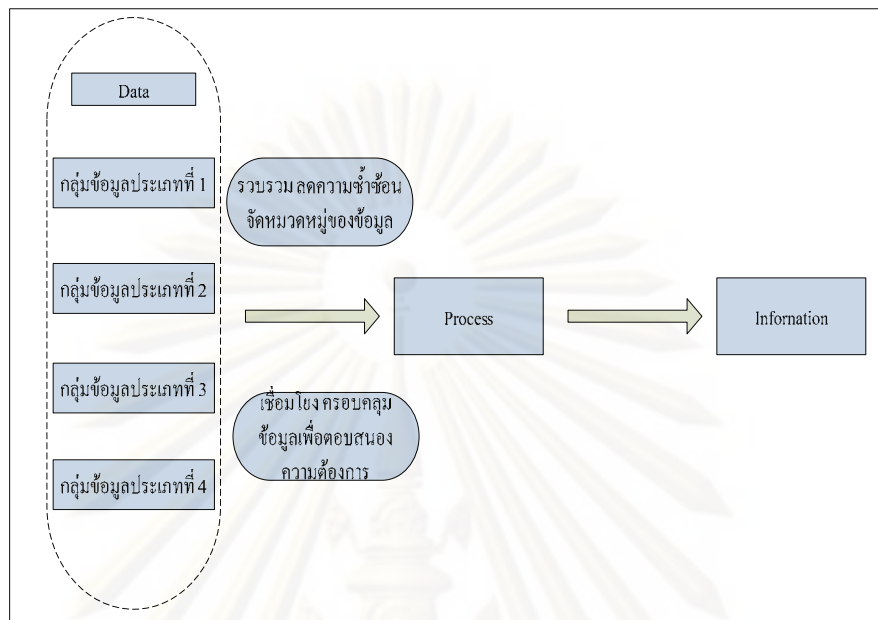 Data
กลุ่มข้อมูลประเภทที่ 1
รวบรวม ลดความซ้ำซ้อน
จัดหมวดหมู่ของข้อมูล
กลุ่มข้อมูลประเภทที่ 2
Process
Infornation
กลุ่มข้อมูลประเภทที่ 3
เชื่อมโยง ครอบคลุม
ข้อมูลเพื่อตอบสนอง
ความต้องการ
กลุ่มข้อมูลประเภทที่ 4